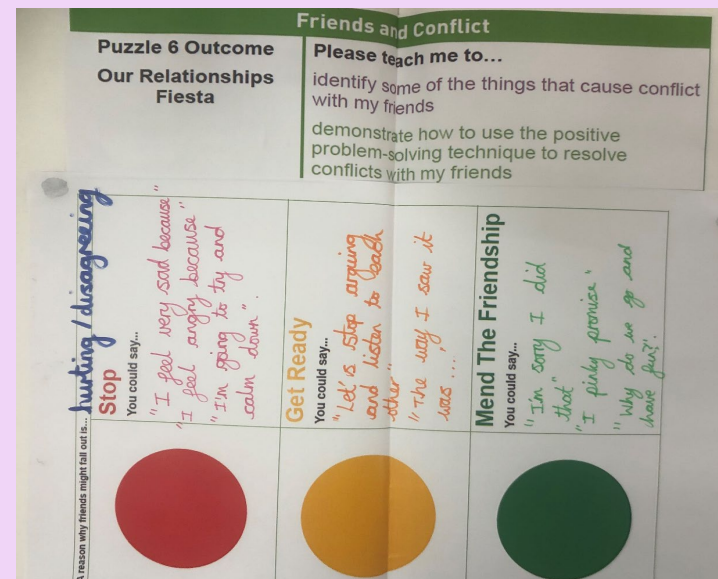 Friends and Conflict
Puzzle 6 Outcome
Our Relationships
Fiesta
Please teach me to...
identify some of the things that cause conflict
with my friends
demonstrate how to use the positive
problem-solving technique to resolve
conflicts with my friends
A reason why friends might fall out is... hurting / disagreeing
Stop
You could say...
"I feel very sad because"
"I feel angry because"
"I'm going to try and
calm down".
Get Ready
You could say...
"Let's stop arguing
and listen to each
other"
"The way I saw it
was ..."
Mend The Friendship
You could say...
"I'm sorry I did
that"
"I pinky promise'
"Why do we go and
have fun?".